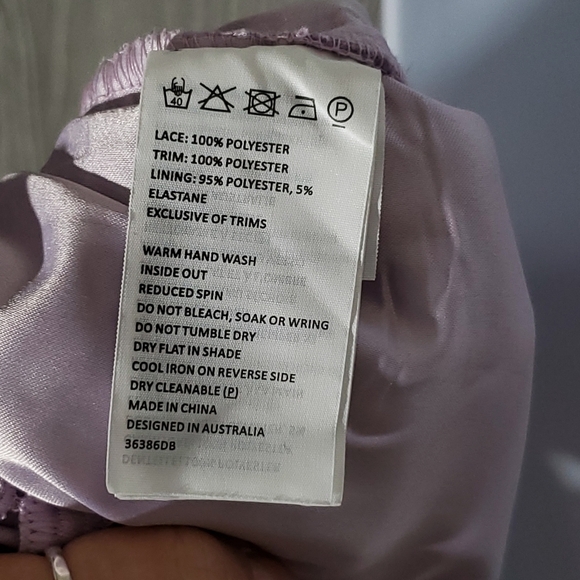 40 P
LACE: 100% POLYESTER
TRIM: 100% POLYESTER
LINING: 95% POLYESTER, 5%
ELASTANE
EXCLUSIVE OF TRIMS
WARM HAND WASH
INSIDE OUT
REDUCED SPIN
DO NOT BLEACH, SOAK OR WRING
DO NOT TUMBLE DRY
DRY FLAT IN SHADE
COOL IRON ON REVERSE SIDE
DRY CLEANABLE (P)
MADE IN CHINA
DESIGNED IN AUSTRALIA
36386DB